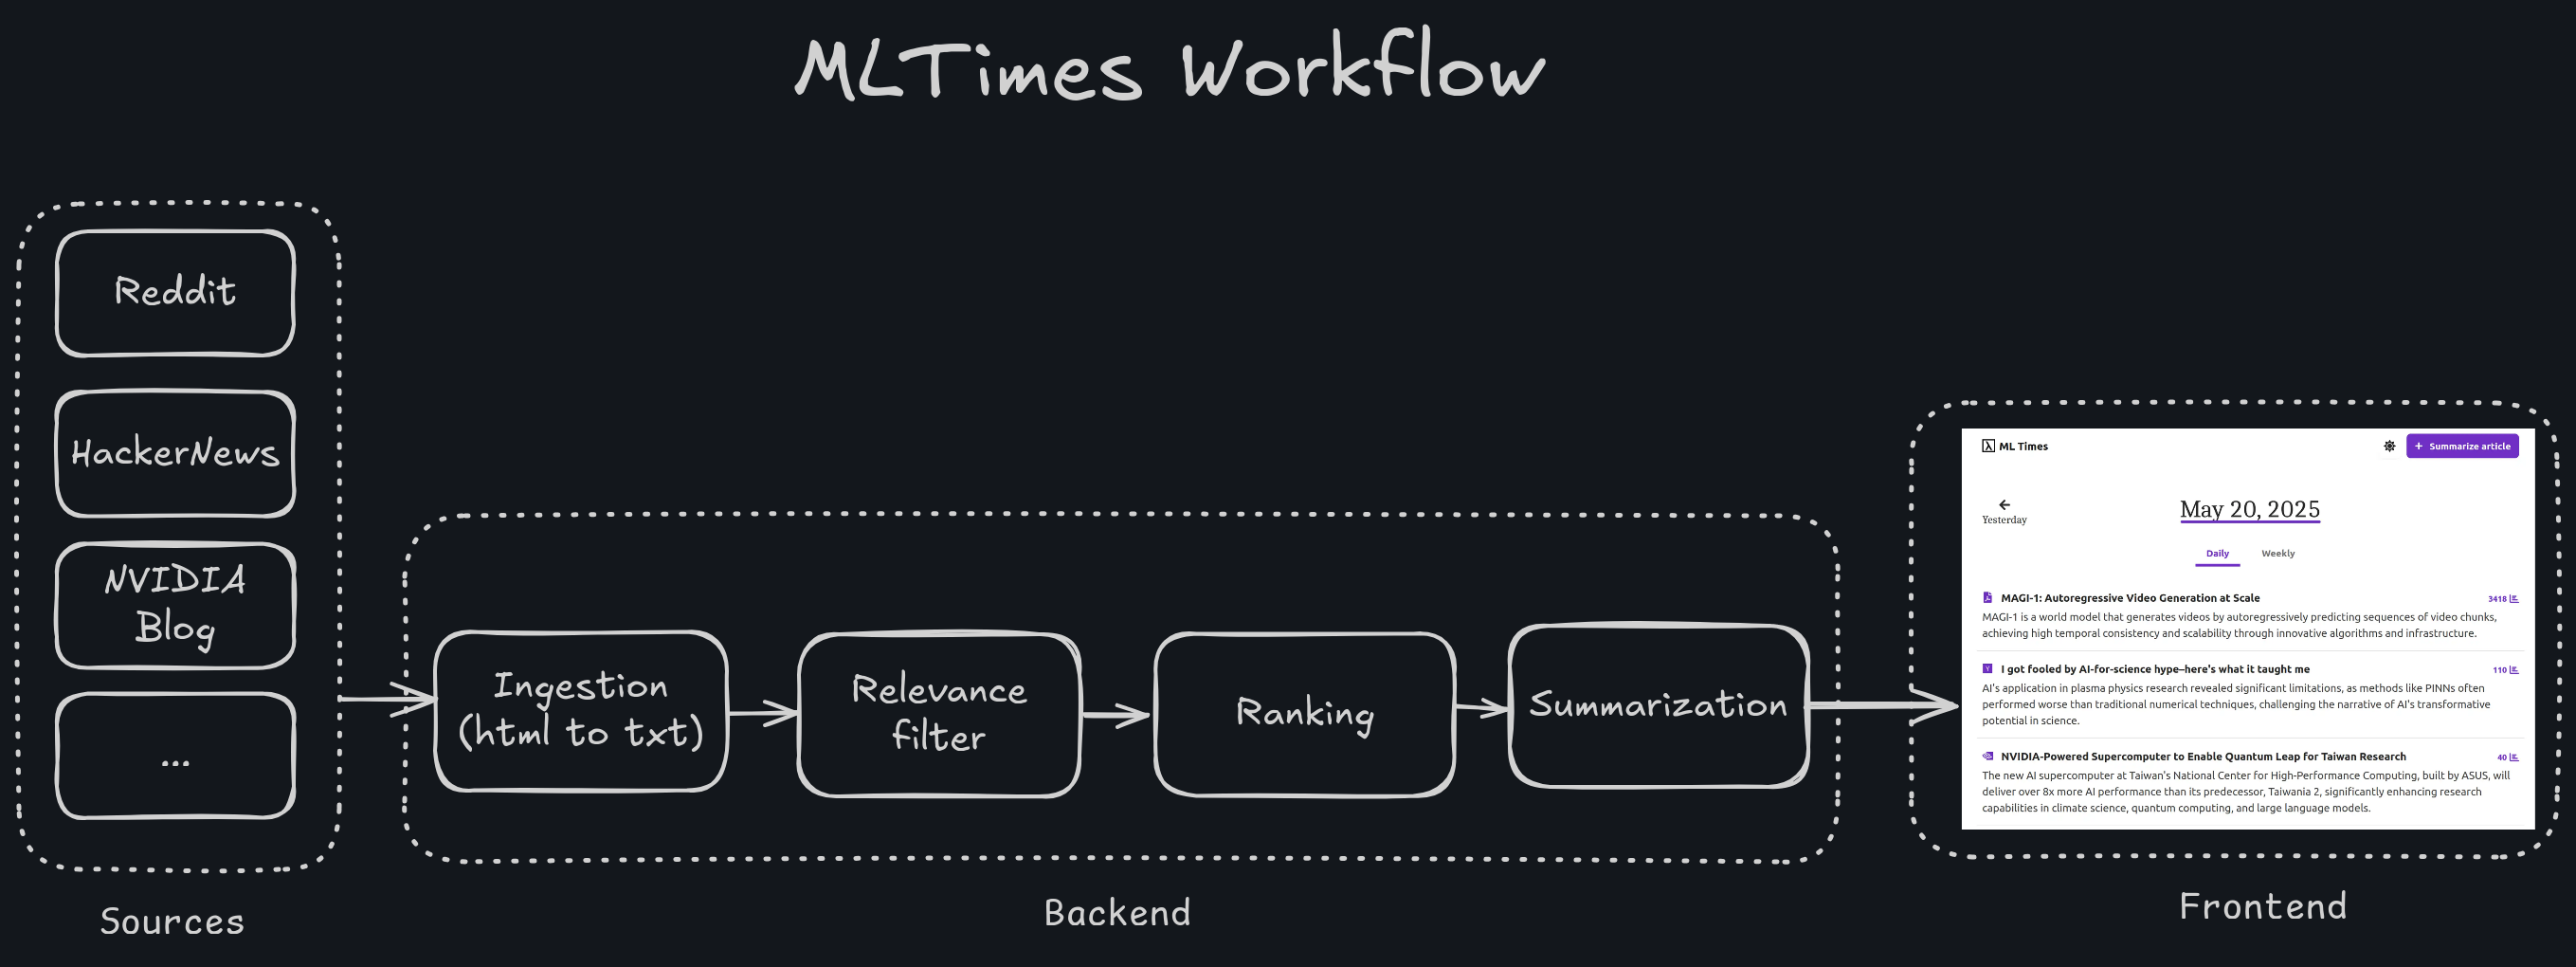 MLTimes Workflow
Reddit
HackerNews
NVIDIA
Blog
...
Sources
Ingestion
(html to txt)
Relevance
filter
Ranking
Summarization
Backend
ML Times
+ Summarize article
← 
Yesterday
May 20, 2025
Daily
Weekly
MAGI-1: Autoregressive Video Generation at Scale
3418
MAGI-1 is a world model that generates videos by autoregressively predicting sequences of video chunks,
achieving high temporal consistency and scalability through innovative algorithms and infrastructure.
I got fooled by AI-for-science hype–here's what it taught me
110
AI's application in plasma physics research revealed significant limitations, as methods like PINNs often
performed worse than traditional numerical techniques, challenging the narrative of AI's transformative
potential in science.
NVIDIA-Powered Supercomputer to Enable Quantum Leap for Taiwan Research
40
The new AI supercomputer at Taiwan's National Center for High-Performance Computing, built by ASUS, will
deliver over 8x more AI performance than its predecessor, Taiwania 2, significantly enhancing research
capabilities in climate science, quantum computing, and large language models.
Frontend